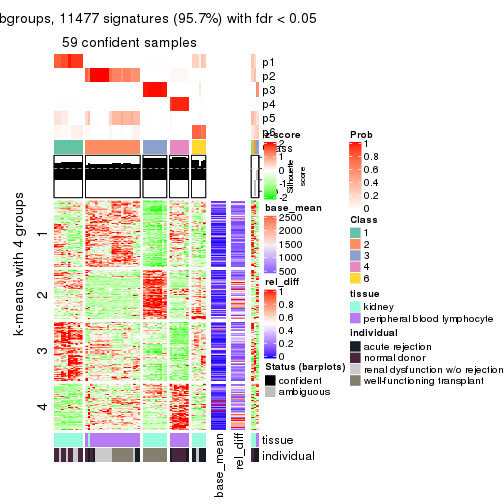 bgroups, 11477 signatures (95.7%) with fdr < 0.05
59 confident samples
p1
p2
p3
p4
p5
p6
Class
k-means with 4 groups
1
2
3
4
Silhouette
score
z-score
2
-2
base_mean
2500
2000
1500
1000
500
rel_diff
1
0.8
0.6
0.4
0.2
0
Status (barplots)
confident
ambiguous
Prob
1
0.8
0.6
0.4
0.2
0
Class
1
2
3
4
6
tissue
kidney
peripheral blood lymphocyte
individual
acute rejection
normal donor
renal dysfunction w/o rejection
well-functioning transplant
tissue
individual
base_mean
rel_diff